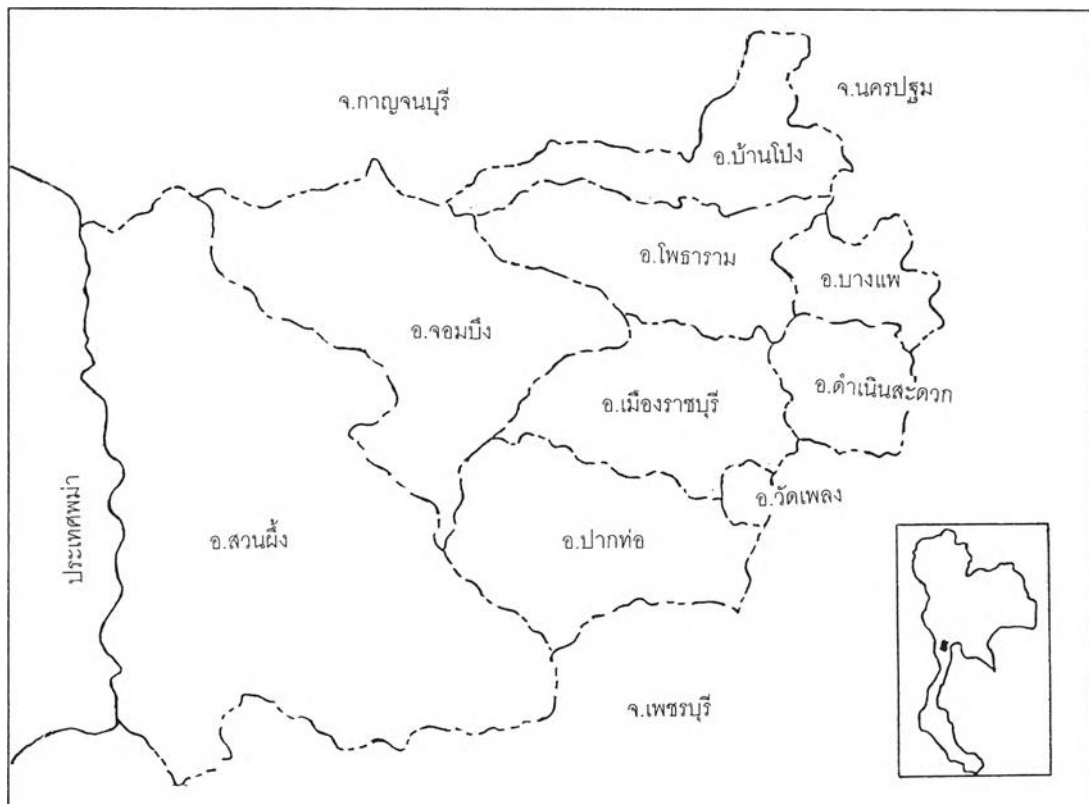 จ.กาญจนบุรี
จ.นครปฐม
อ.บ้านโป่ง
อ.โพธาราม
อ.บางแพ
อ.จอมบึง
อ.ดำเนินสะดวก
อ.เมืองราชบุรี
อ.วัดเพลง
ประเทศพม่า
อ.สวนผึ้ง
อ.ปากท่อ
จ.เพชรบุรี